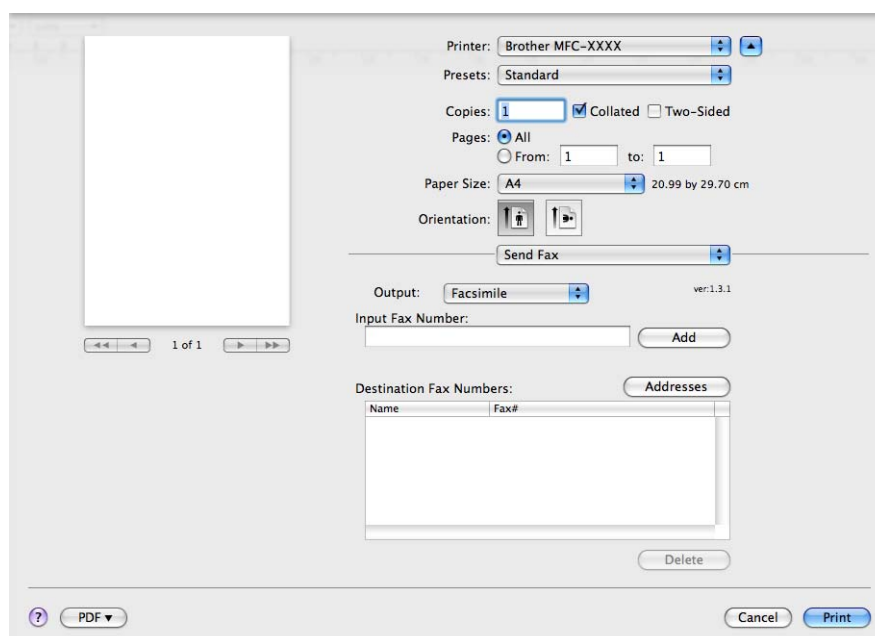 Printer: Brother MFC-XXXX
Presets: Standard
Copies: 1 Collated Two-Sided
Pages: All
From: 1 to: 1
Paper Size: A4 20.99 by 29.70 cm
Orientation:
Send Fax
Output: Facsimile ver:1.3.1
Input Fax Number:
Add
1 of 1
Destination Fax Numbers: Addresses
Name Fax#
Delete
? PDF Cancel Print